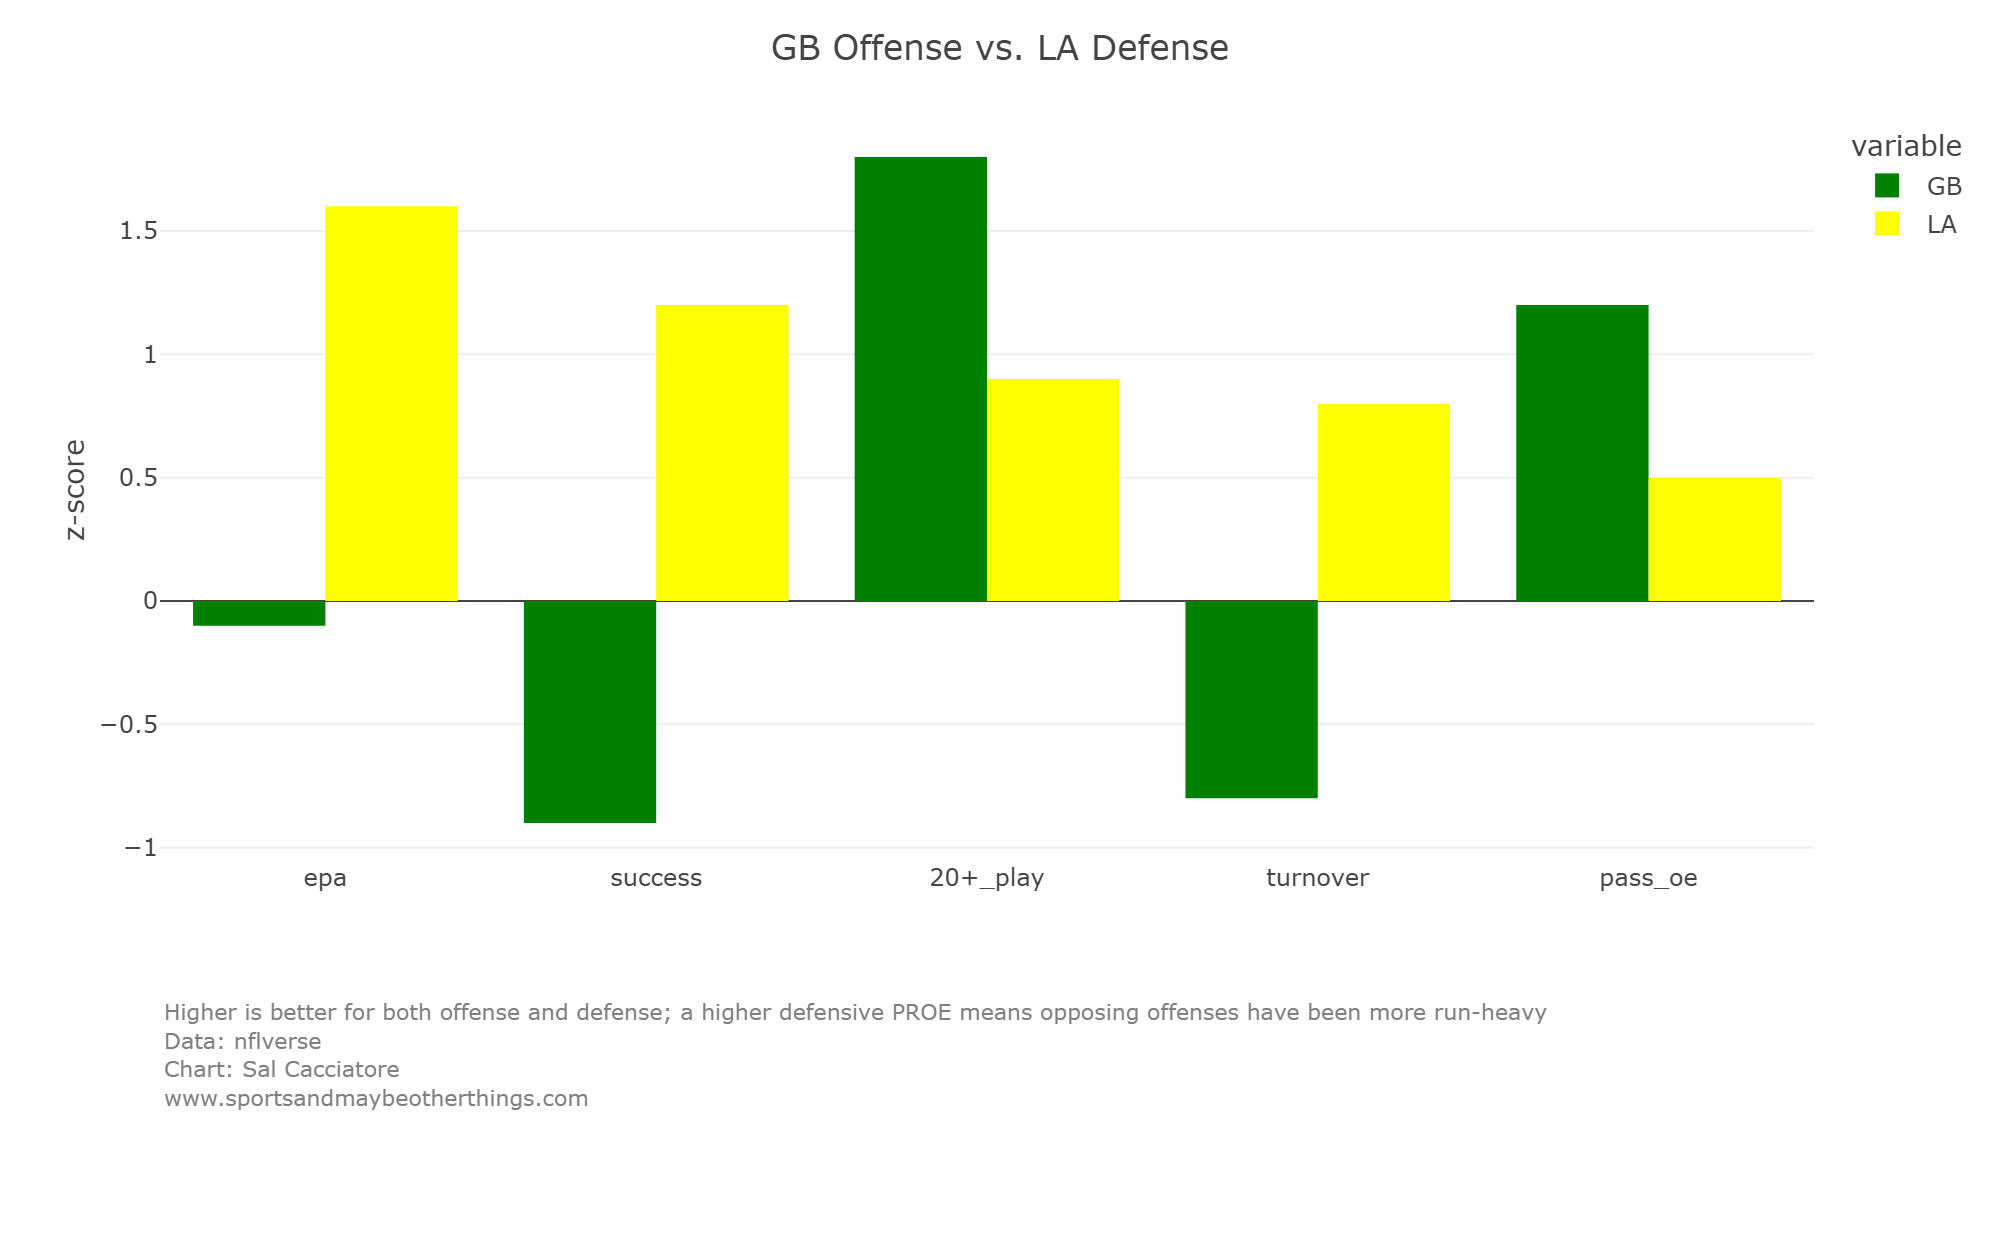 GB Offense vs. LA Defense
variable
GB
LA
z-score
1.5
1
0.5
0
−0.5
−1
epa
success
20+_play
turnover
pass_oe
Higher is better for both offense and defense; a higher defensive PROE means opposing offenses have been more run-heavy
Data: nflverse
Chart: Sal Cacciatore
www.sportsandmaybeotherthings.com